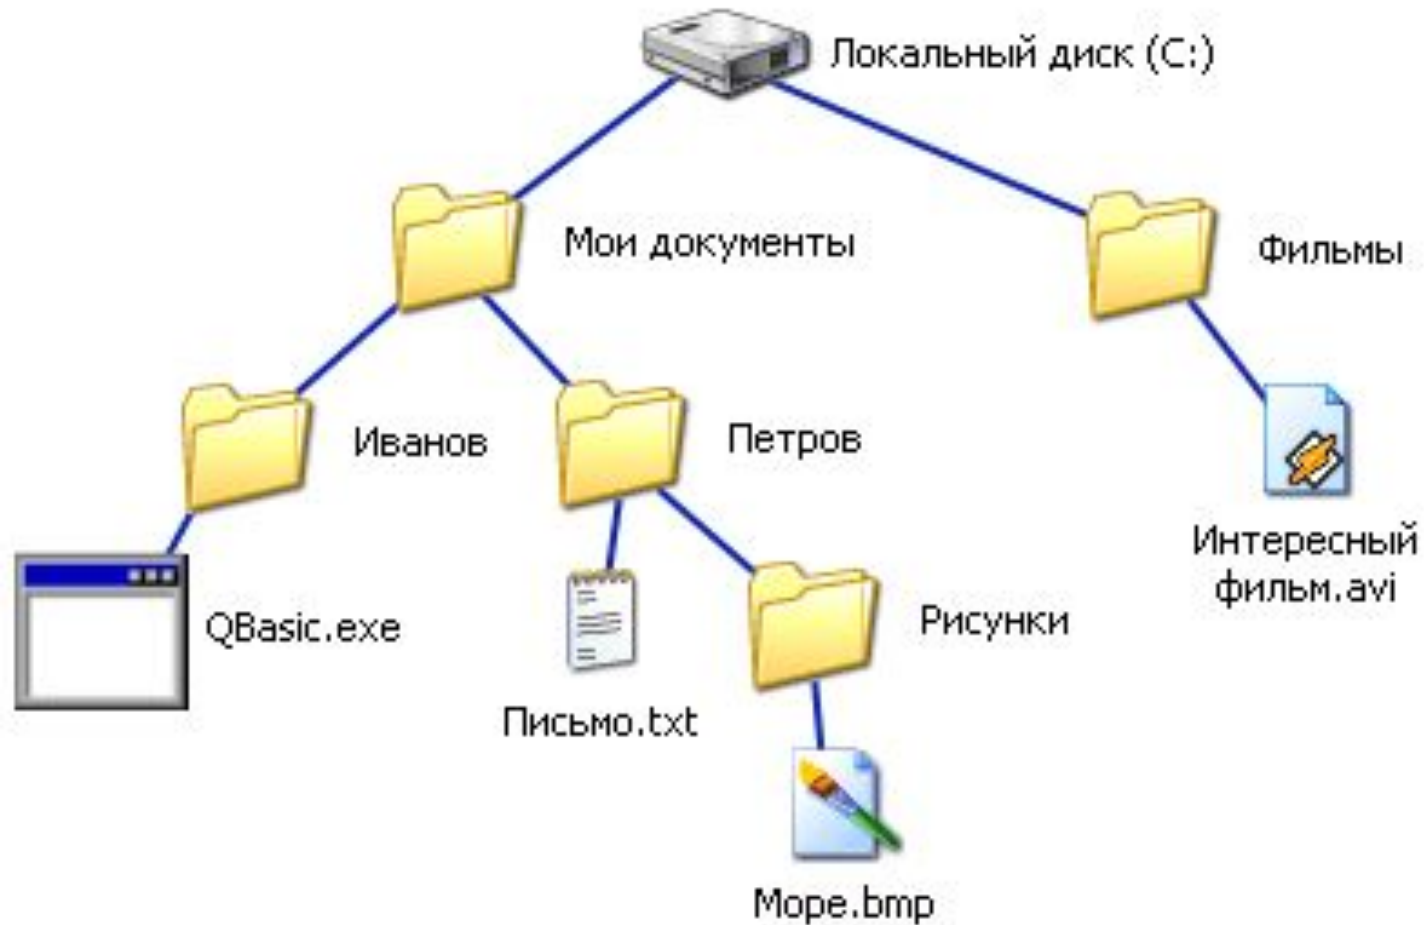 Локальный диск (C:)
Мои документы
Фильмы
Иванов
Петров
Интересный
фильм.avi
QBasic.exe
Рисунки
Письмо.txt
Море.bmp